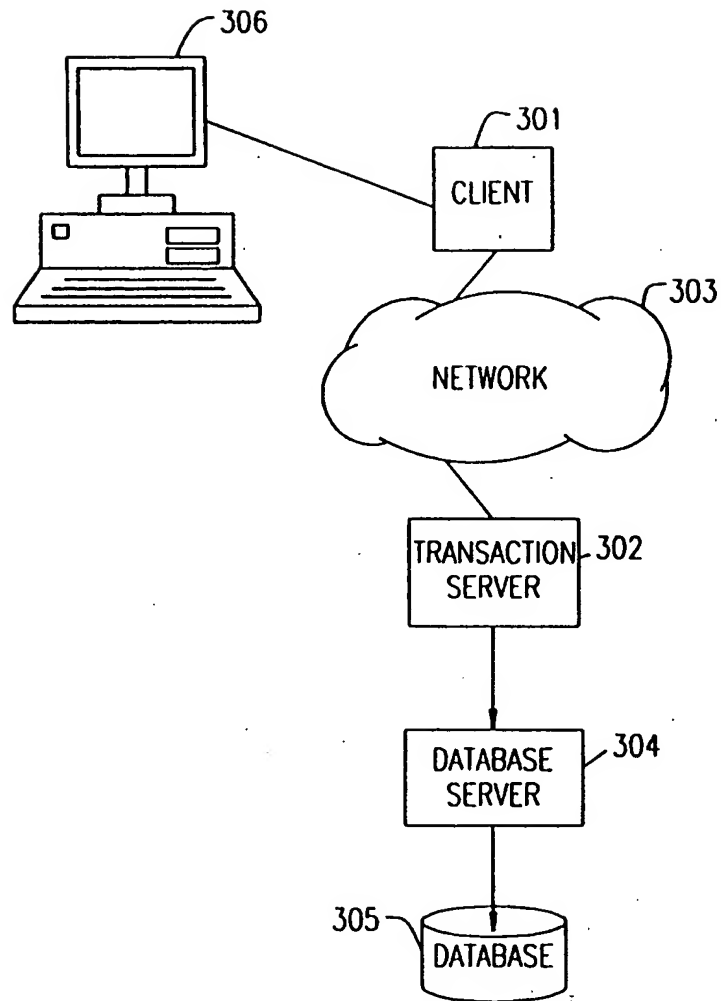 306
301
CLIENT
303
NETWORK
TRANSACTION
SERVER
302
DATABASE
SERVER
304
305
DATABASE